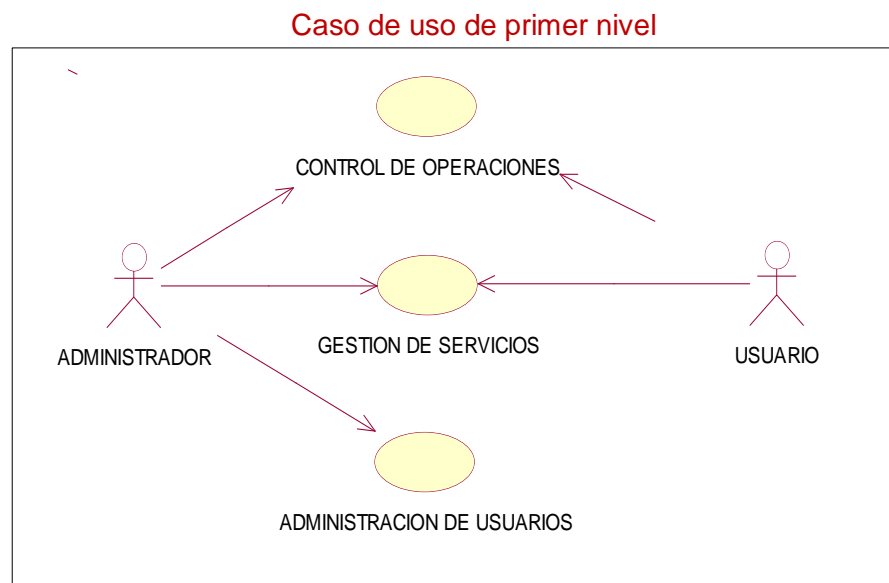 Caso de uso de primer nivel
CONTROL DE OPERACIONES
ADMINISTRADOR
GESTION DE SERVICIOS
USUARIO
ADMINISTRACION DE USUARIOS